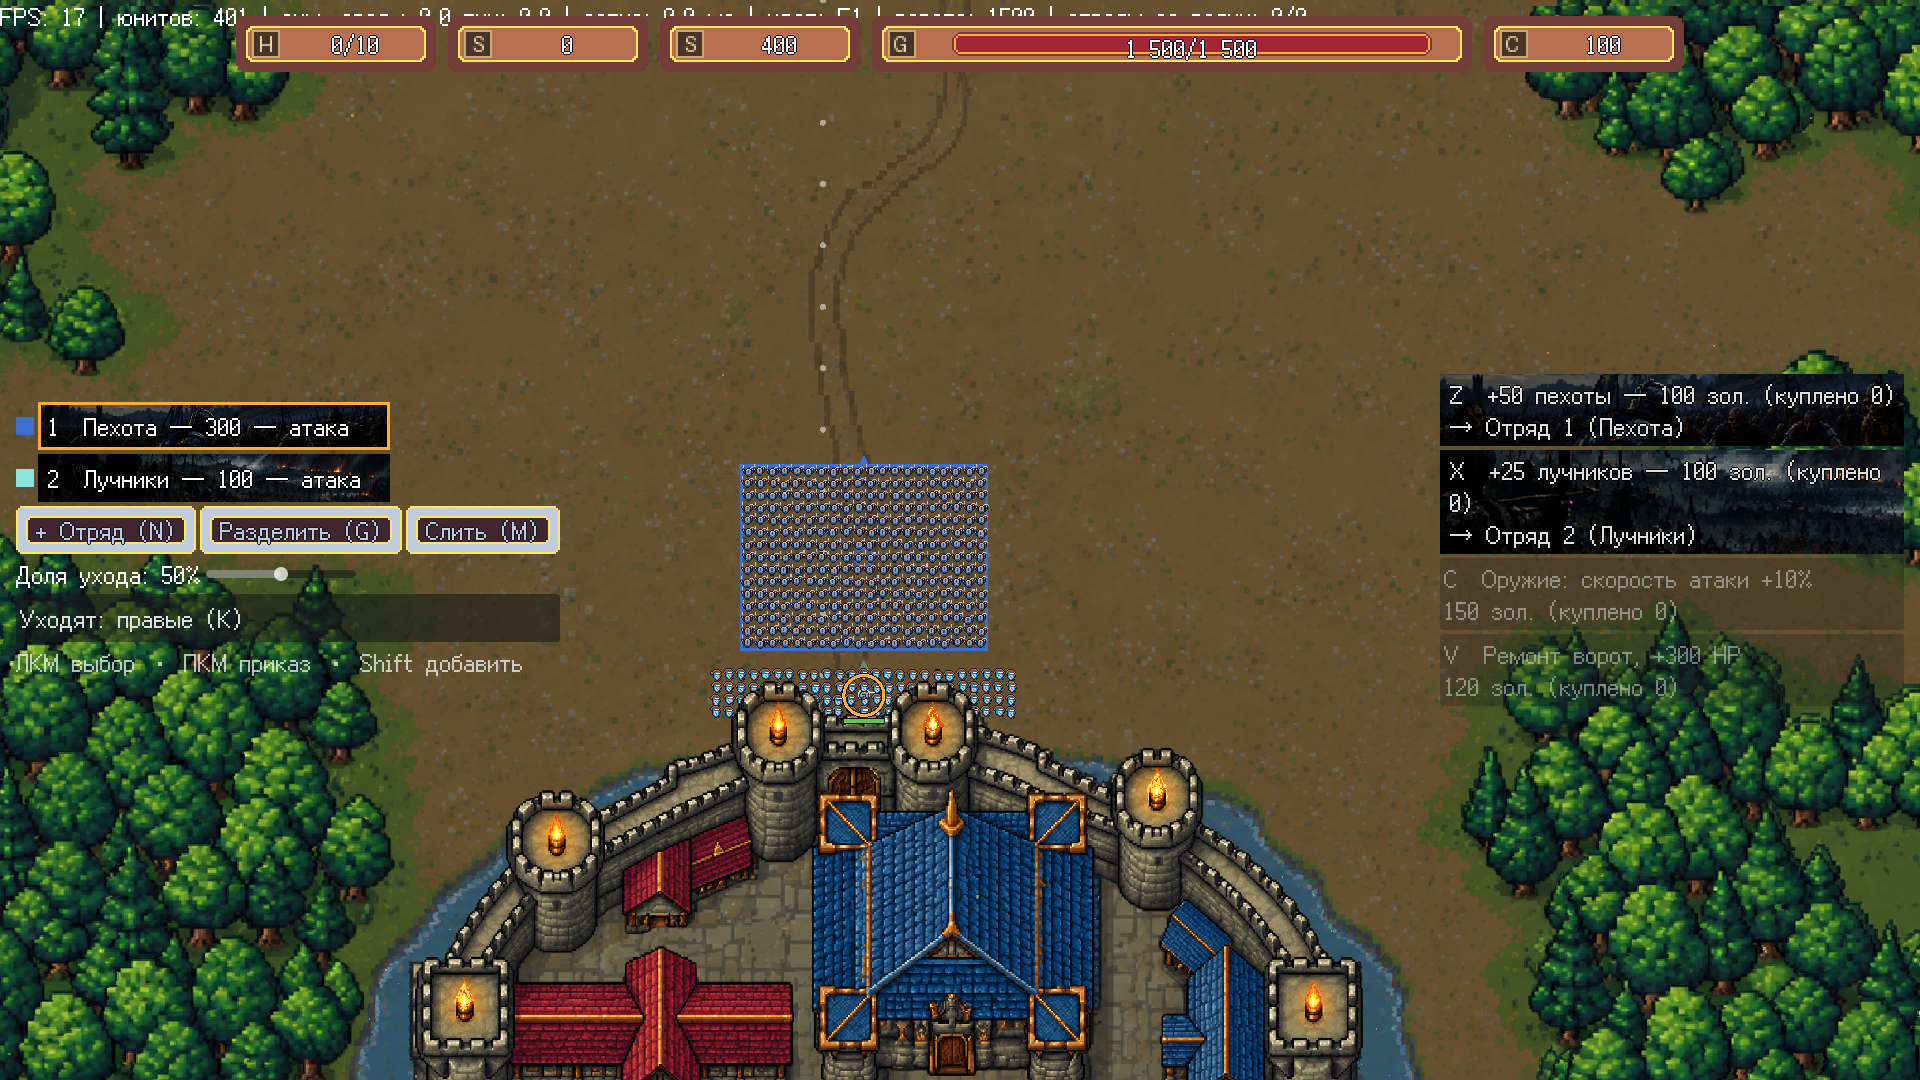 FPS: 17 | юнитов: 401
H 0/10
S 0
S 400
G 1 500/1 500
C 100
1 Пехота — 300 — атака
2 Лучники — 100 — атака
+ Отряд (N) Разделить (G) Слить (M)
Доля ухода: 50%
Уходят: правые (K)
ЛКМ выбор · ПКМ приказ · Shift добавить
Z +50 пехоты — 100 зол. (куплено 0)
→ Отряд 1 (Пехота)
X +25 лучников — 100 зол. (куплено
0)
→ Отряд 2 (Лучники)
C Оружие: скорость атаки +10%
150 зол. (куплено 0)
V Ремонт ворот, +300 HP
120 зол. (куплено 0)